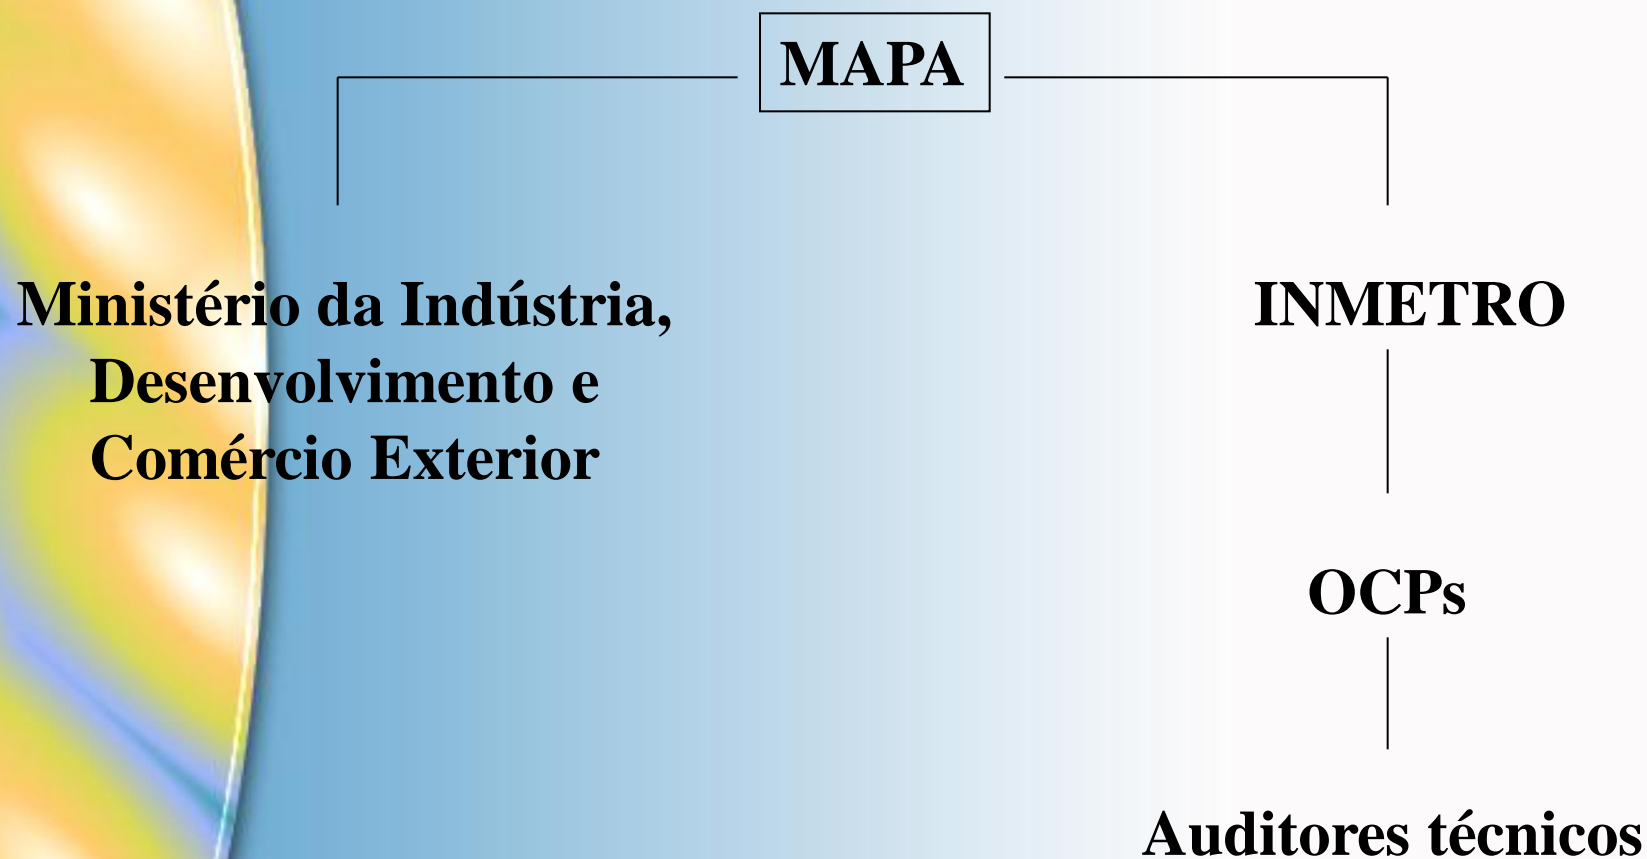 MAPA
Ministério da Indústria,
Desenvolvimento e
Comércio Exterior
INMETRO
OCPs
Auditores técnicos